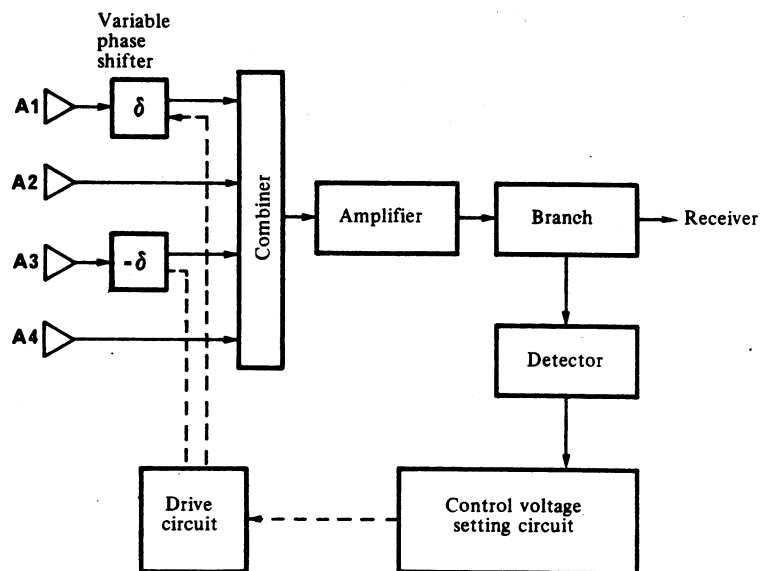 Variable
phase
shifter
A1
δ
A2
A3
-δ
A4
Combiner
Amplifier
Branch
Receiver
Detector
Drive
circuit
Control voltage
setting circuit